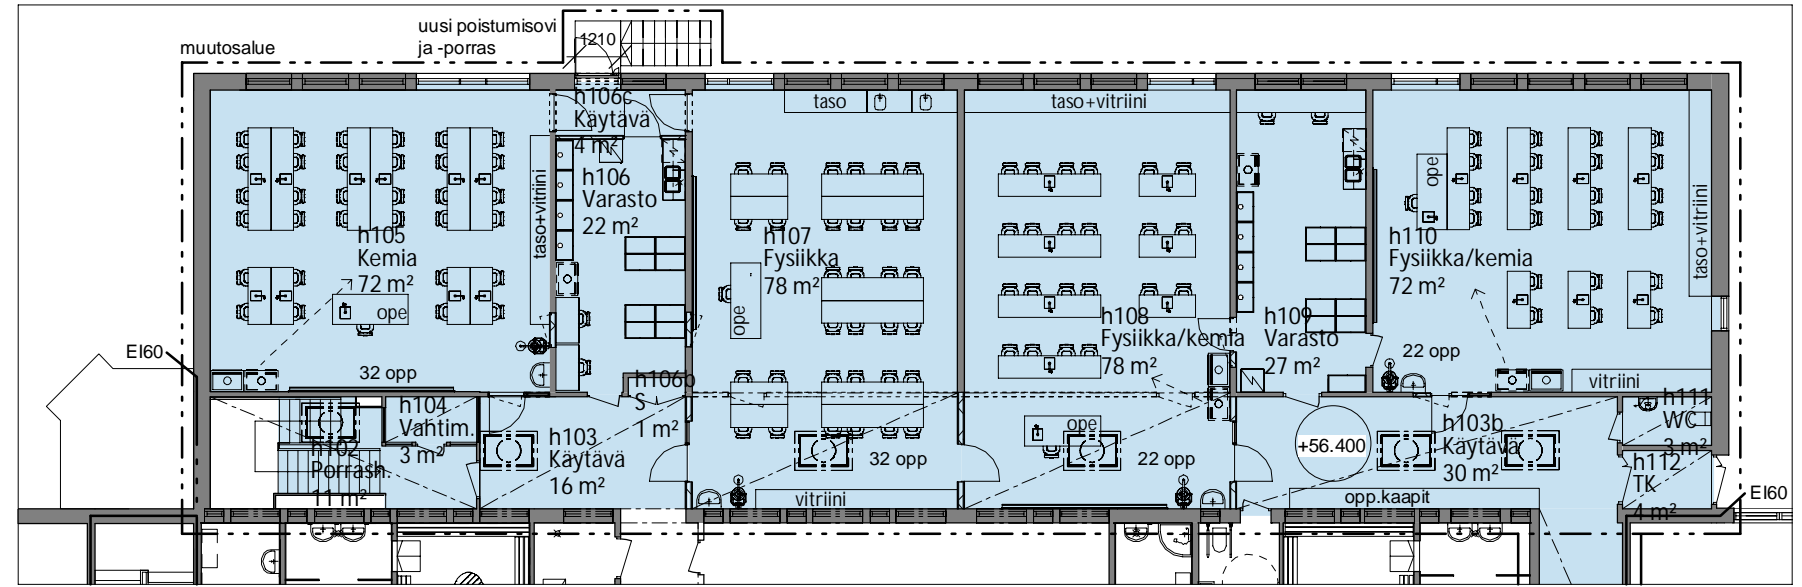 uusi poistumisovi
ja -porras
muutosalue
1210
h106c
Käytävä
4 m²
taso
taso+vitriini
h105
Kemia
72 m²
ope
32 opp
taso+vitriini
h106
Varasto
22 m²
h106b
S
1 m²
h107
Fysiikka
78 m²
ope
32 opp
vitriini
h108
Fysiikka/kemia
78 m²
ope
22 opp
h109
Varasto
27 m²
h110
Fysiikka/kemia
72 m²
ope
22 opp
taso+vitriini
vitriini
EI60
h104
Vahtim.
3 m²
h102
Porrash.
11 m²
h103
Käytävä
16 m²
+56.400
h103b
Käytävä
30 m²
opp.kaapit
h111
WC
3 m²
h112
TK
4 m²
EI60